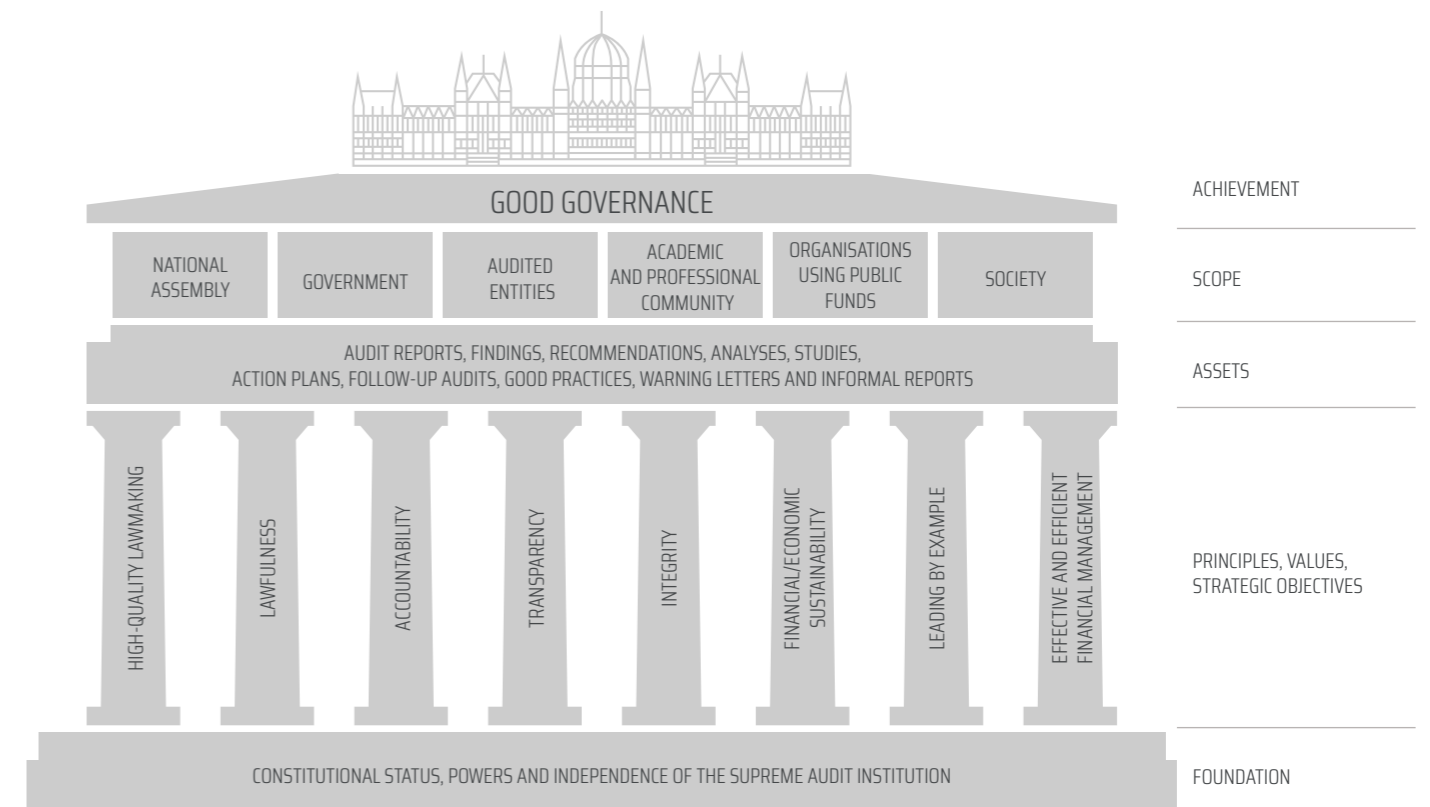 GOOD GOVERNANCE
ACHIEVEMENT
NATIONAL
ASSEMBLY
GOVERNMENT
AUDITED
ENTITIES
ACADEMIC
AND PROFESSIONAL
COMMUNITY
ORGANISATIONS
USING PUBLIC
FUNDS
SOCIETY
SCOPE
AUDIT REPORTS, FINDINGS, RECOMMENDATIONS, ANALYSES, STUDIES,
ACTION PLANS, FOLLOW-UP AUDITS, GOOD PRACTICES, WARNING LETTERS AND INFORMAL REPORTS
ASSETS
HIGH-QUALITY LAWMAKING
LAWFULNESS
ACCOUNTABILITY
TRANSPARENCY
INTEGRITY
FINANCIAL/ECONOMIC
SUSTAINABILITY
LEADING BY EXAMPLE
EFFECTIVE AND EFFICIENT
FINANCIAL MANAGEMENT
PRINCIPLES, VALUES,
STRATEGIC OBJECTIVES
CONSTITUTIONAL STATUS, POWERS AND INDEPENDENCE OF THE SUPREME AUDIT INSTITUTION
FOUNDATION